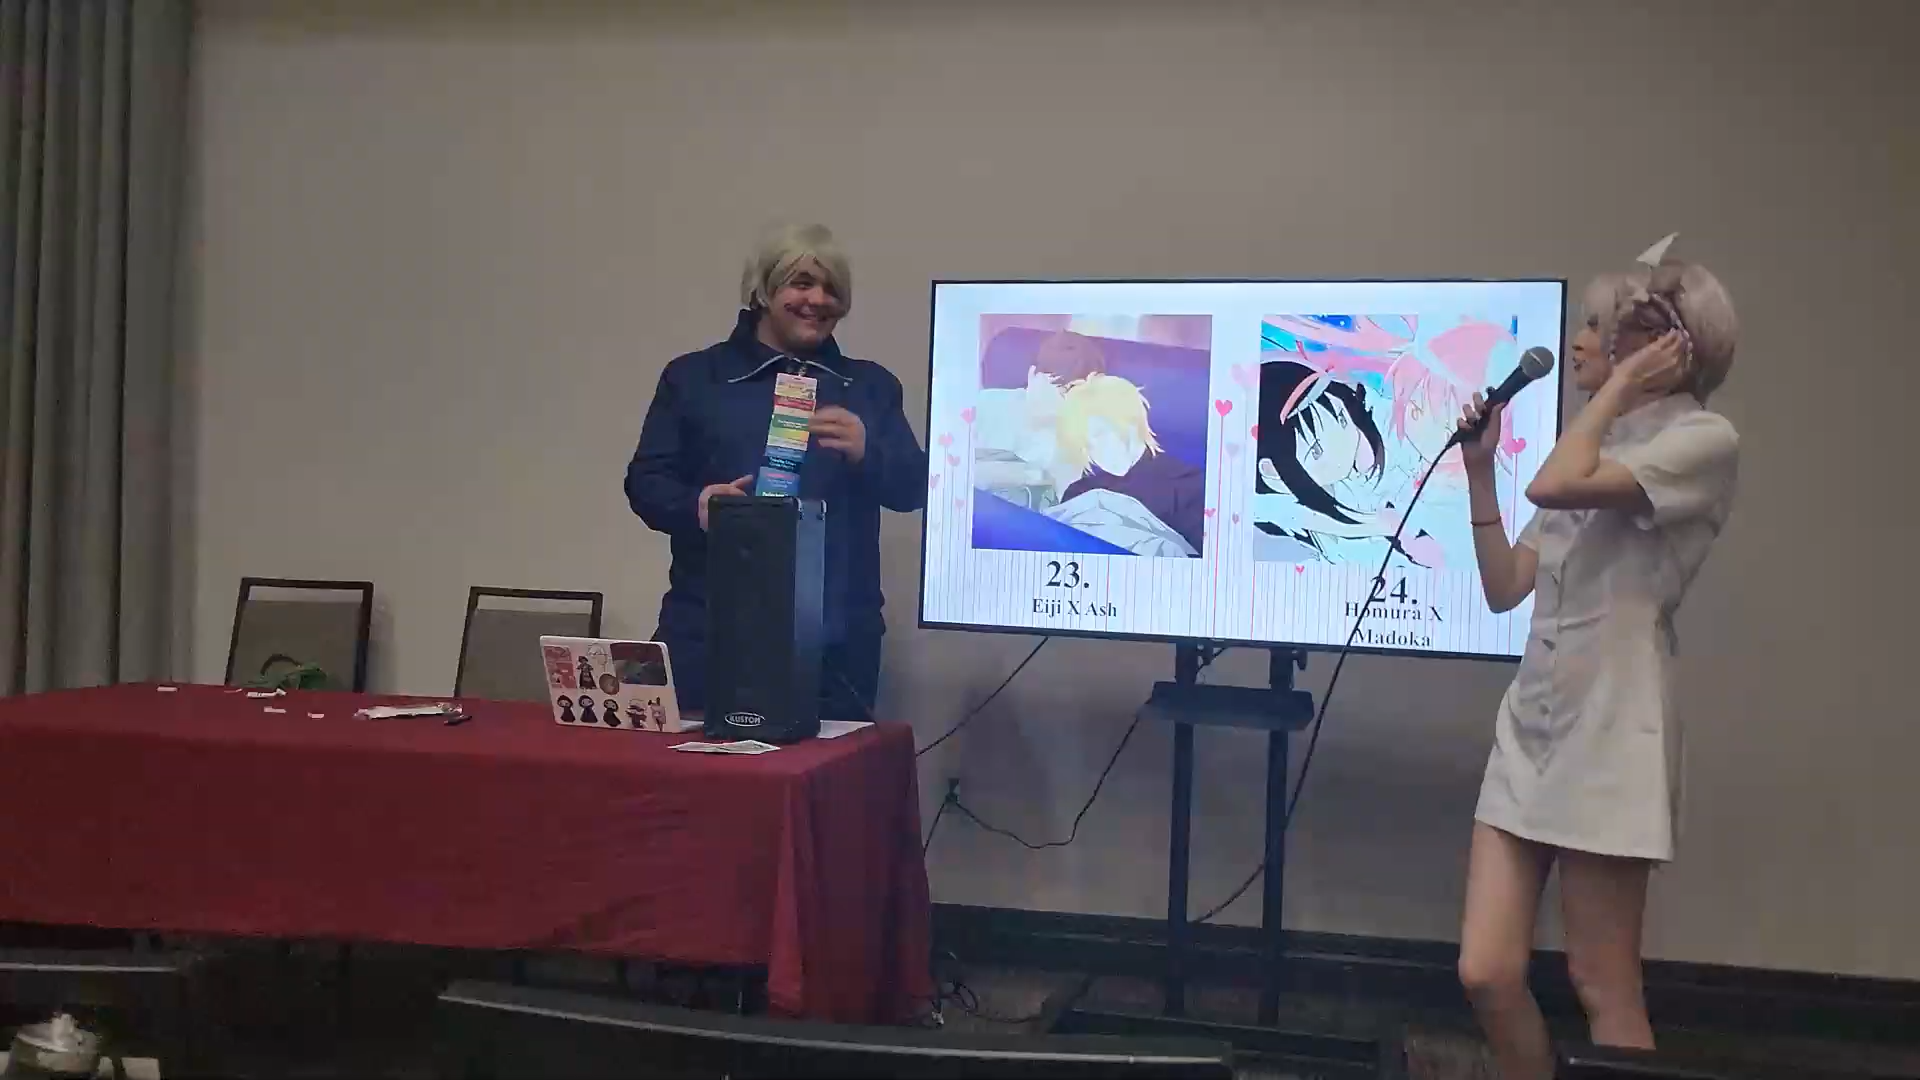 23.
Eiji X Ash
24.
Homura X
Madoka
KUSTOM